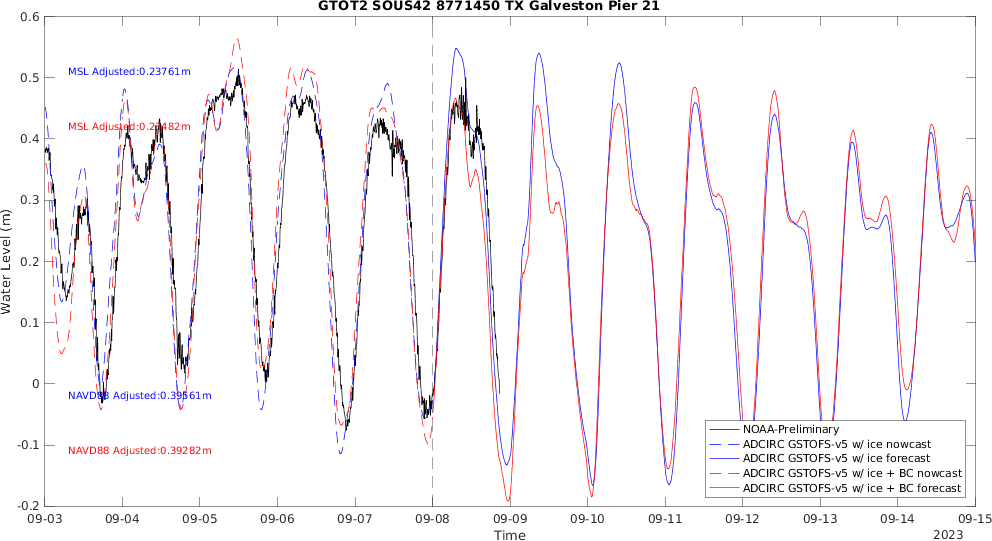 GTOT2 SOUS42 8771450 TX Galveston Pier 21
Water Level (m)
0.6
0.5
0.4
0.3
0.2
0.1
0
-0.1
-0.2
MSL Adjusted:0.23761m
MSL Adjusted:0.23482m
NAVD88 Adjusted:0.39561m
NAVD88 Adjusted:0.39282m
NOAA-Preliminary
ADCIRC GSTOFS-v5 w/ ice nowcast
ADCIRC GSTOFS-v5 w/ ice forecast
ADCIRC GSTOFS-v5 w/ ice + BC nowcast
ADCIRC GSTOFS-v5 w/ ice + BC forecast
09-03 09-04 09-05 09-06 09-07 09-08 09-09 09-10 09-11 09-12 09-13 09-14 09-15
Time
2023